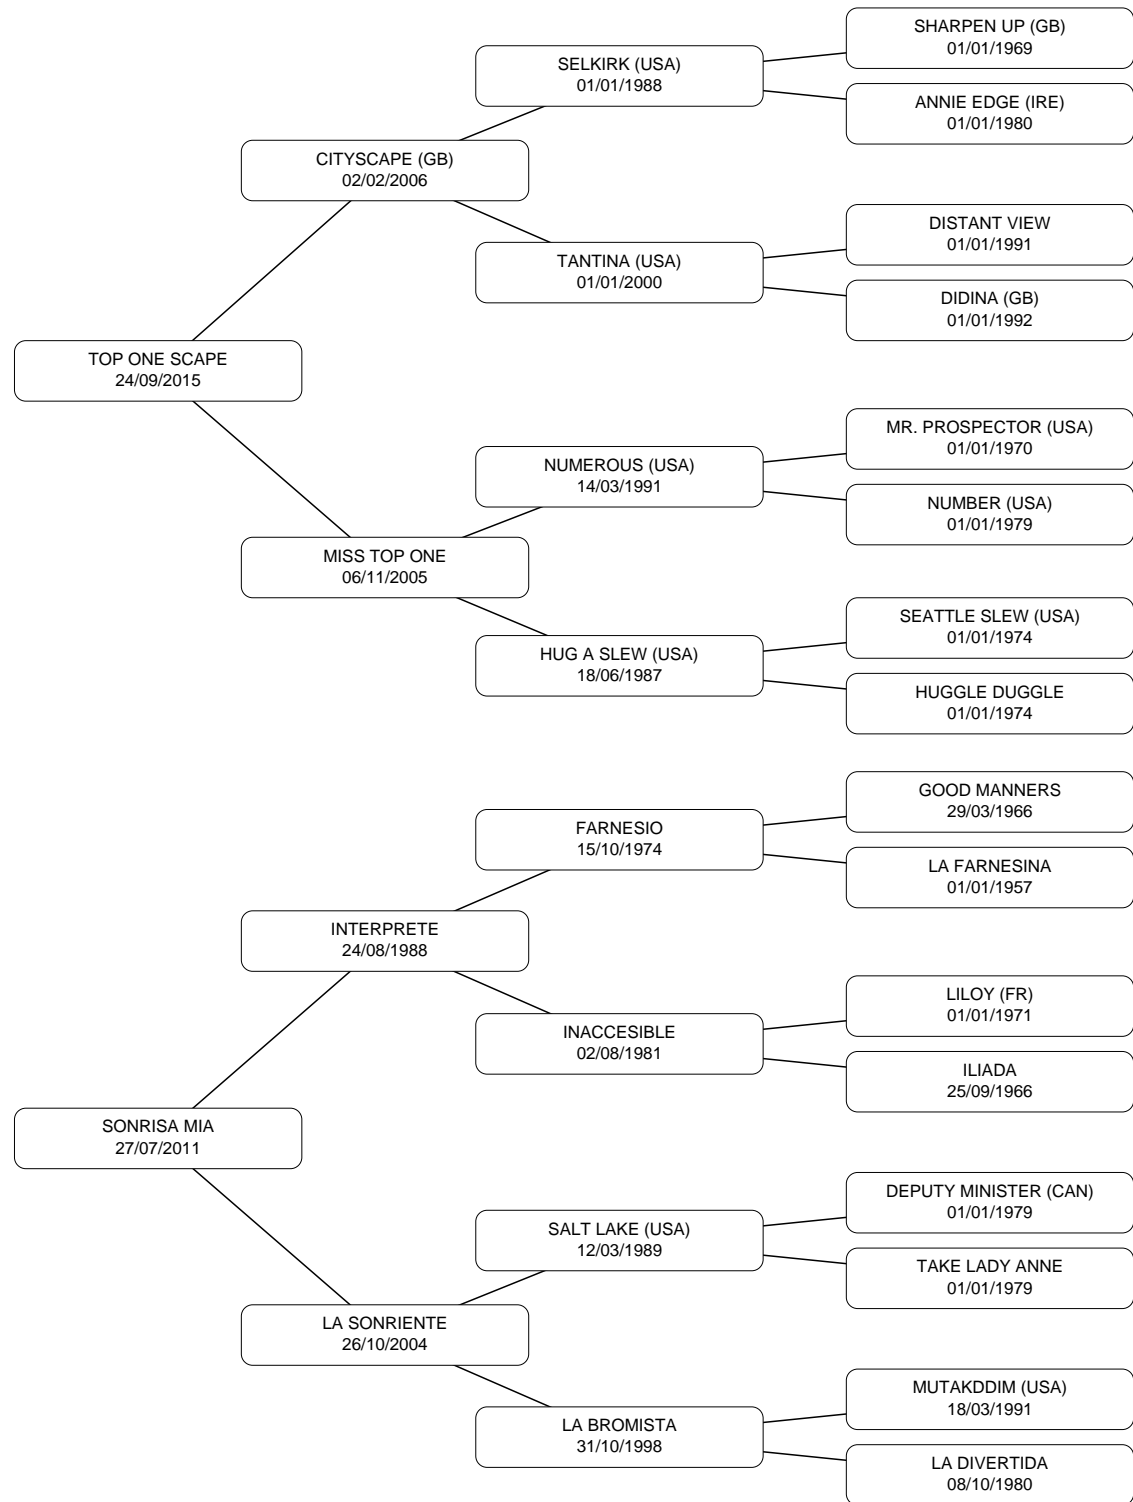 SHARPEN UP (GB)
01/01/1969
SELKIRK (USA)
01/01/1988
ANNIE EDGE (IRE)
01/01/1980
CITYSCAPE (GB)
02/02/2006
DISTANT VIEW
01/01/1991
TANTINA (USA)
01/01/2000
DIDINA (GB)
01/01/1992
TOP ONE SCAPE
24/09/2015
MR. PROSPECTOR (USA)
01/01/1970
NUMEROUS (USA)
14/03/1991
NUMBER (USA)
01/01/1979
MISS TOP ONE
06/11/2005
SEATTLE SLEW (USA)
01/01/1974
HUG A SLEW (USA)
18/06/1987
HUGGLE DUGGLE
01/01/1974
GOOD MANNERS
29/03/1966
FARNESIO
15/10/1974
LA FARNESINA
01/01/1957
INTERPRETE
24/08/1988
LILOY (FR)
01/01/1971
INACCESIBLE
02/08/1981
ILIADA
25/09/1966
SONRISA MIA
27/07/2011
DEPUTY MINISTER (CAN)
01/01/1979
SALT LAKE (USA)
12/03/1989
TAKE LADY ANNE
01/01/1979
LA SONRIENTE
26/10/2004
MUTAKDDIM (USA)
18/03/1991
LA BROMISTA
31/10/1998
LA DIVERTIDA
08/10/1980